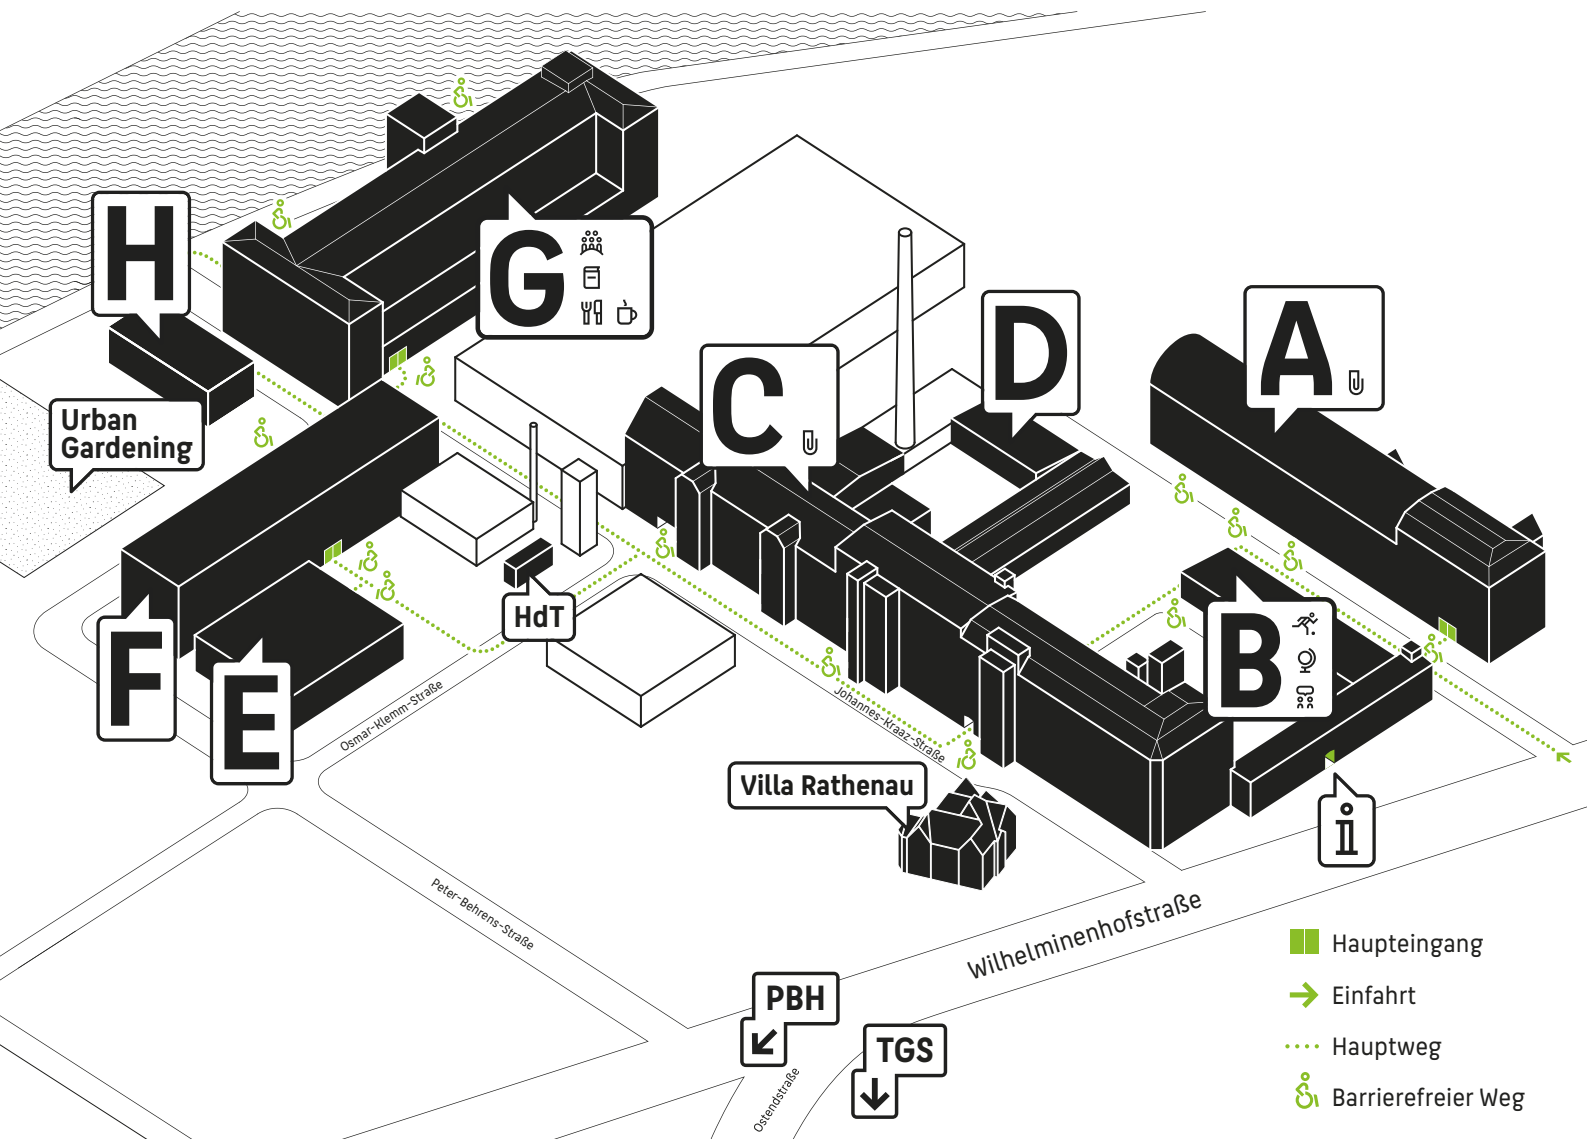 H
G
D
A
C
Urban
Gardening
HdT
B
F
E
Osmar-Klemm-Straße
Johannes-Kraaz-Straße
Villa Rathenau
i
Peter-Behrens-Straße
Wilhelminenhofstraße
Haupteingang
PBH
Einfahrt
TGS
Hauptweg
Ostendstraße
Barrierefreier Weg